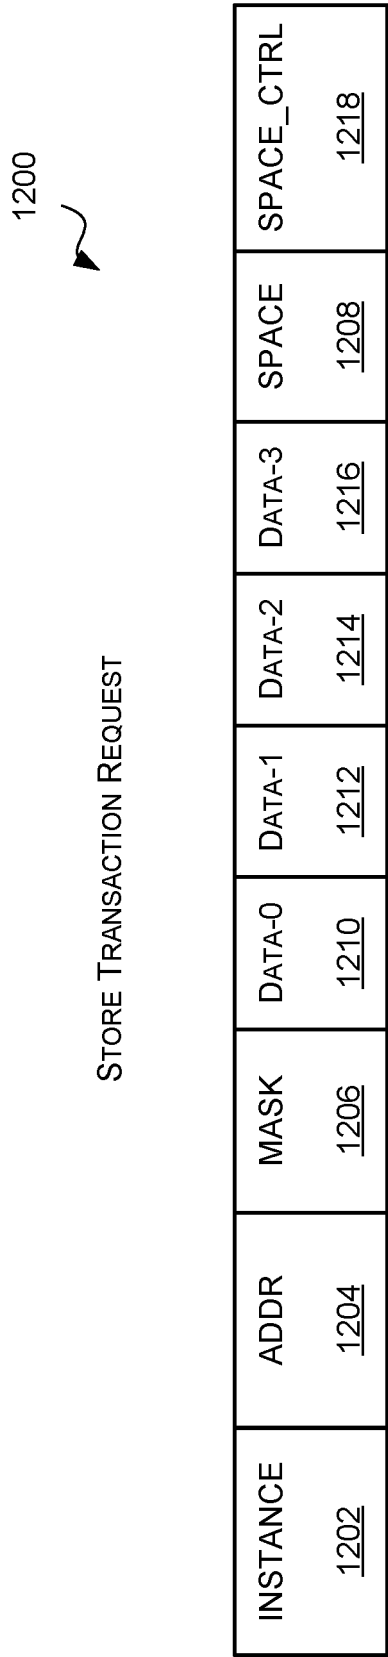 1200
STORE TRANSACTION REQUEST
INSTANCE ADDR MASK DATA-0 DATA-1 DATA-2 DATA-3 SPACE SPACE_CTRL
1202 1204 1206 1210 1212 1214 1216 1208 1218